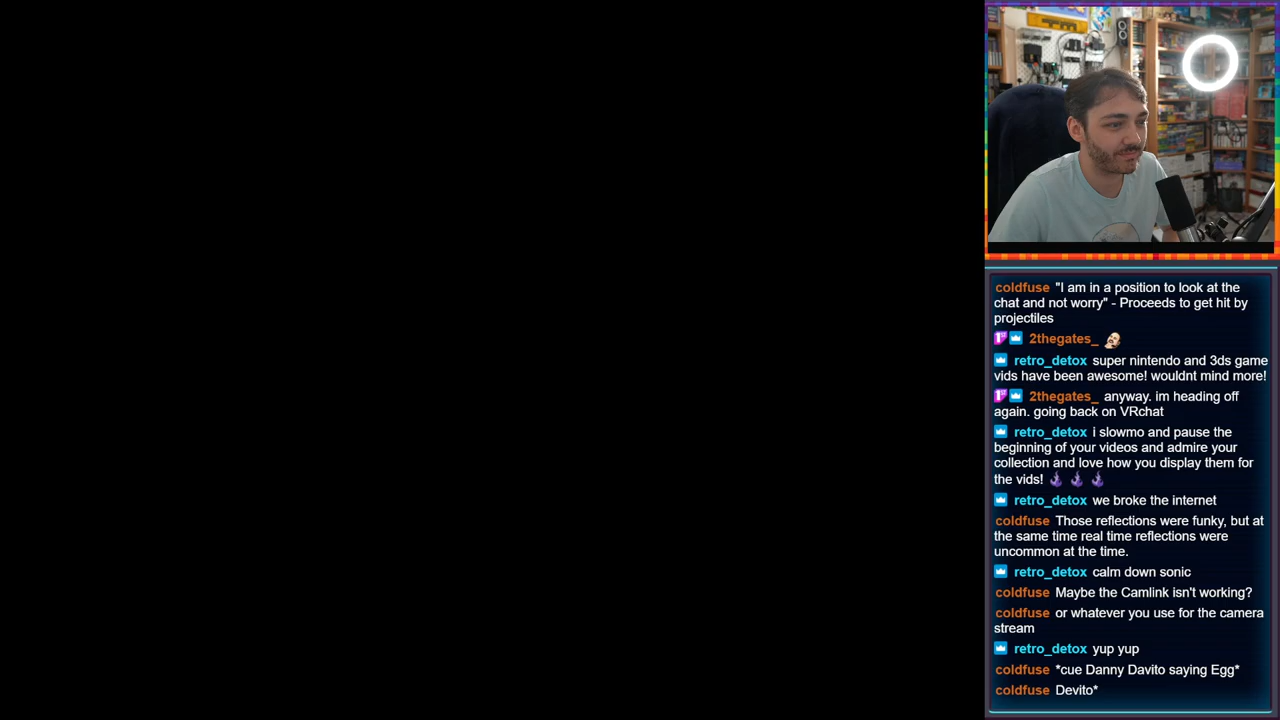 coldfuse "I am in a position to look at the
chat and not worry" - Proceeds to get hit by
projectiles
2thegates_
retro_detox super nintendo and 3ds game
vids have been awesome! wouldnt mind more!
2thegates_ anyway. im heading off
again. going back on VRchat
retro_detox i slowmo and pause the
beginning of your videos and admire your
collection and love how you display them for
the vids!
retro_detox we broke the internet
coldfuse Those reflections were funky, but at
the same time real time reflections were
uncommon at the time.
retro_detox calm down sonic
coldfuse Maybe the Camlink isn't working?
coldfuse or whatever you use for the camera
stream
retro_detox yup yup
coldfuse *cue Danny Davito saying Egg*
coldfuse Devito*